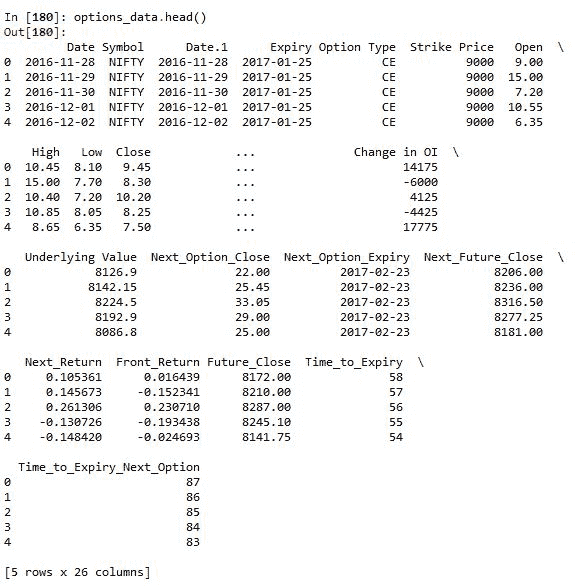 In [180]: options_data.head()
Out[180]:
Date Symbol Date.1 Expiry Option Type Strike Price Open \
0 2016-11-28 NIFTY 2016-11-28 2017-01-25 CE 9000 9.00
1 2016-11-29 NIFTY 2016-11-29 2017-01-25 CE 9000 15.00
2 2016-11-30 NIFTY 2016-11-30 2017-01-25 CE 9000 7.20
3 2016-12-01 NIFTY 2016-12-01 2017-01-25 CE 9000 10.55
4 2016-12-02 NIFTY 2016-12-02 2017-01-25 CE 9000 6.35
High Low Close ... Change in OI \
0 10.45 8.10 9.45 ... 14175
1 15.00 7.70 8.30 ... -6000
2 10.40 7.20 10.20 ... 4125
3 10.85 8.05 8.25 ... -4425
4 8.65 6.35 7.50 ... 17775
Underlying Value Next_Option_Close Next_Option_Expiry Next_Future_Close \
0 8126.9 22.00 2017-02-23 8206.00
1 8142.15 25.45 2017-02-23 8236.00
2 8224.5 33.05 2017-02-23 8316.50
3 8192.9 29.00 2017-02-23 8277.25
4 8086.8 25.00 2017-02-23 8181.00
Next_Return Front_Return Future_Close Time_to_Expiry \
0 0.105361 0.016439 8172.00 58
1 0.145673 -0.152341 8210.00 57
2 0.261306 0.230710 8287.00 56
3 -0.130726 -0.193438 8245.10 55
4 -0.148420 -0.024693 8141.75 54
Time_to_Expiry_Next_Option
0 87
1 86
2 85
3 84
4 83
[5 rows x 26 columns]